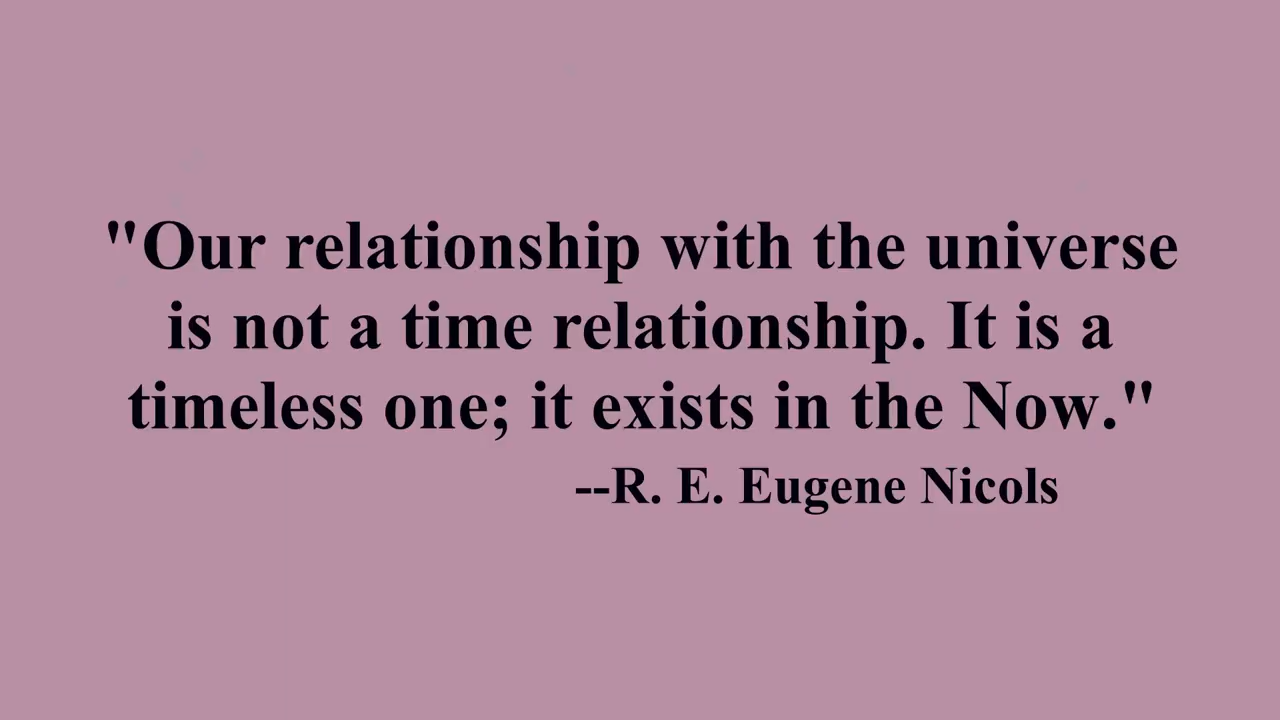 "Our relationship with the universe
is not a time relationship. It is a
timeless one; it exists in the Now."
--R. E. Eugene Nicols